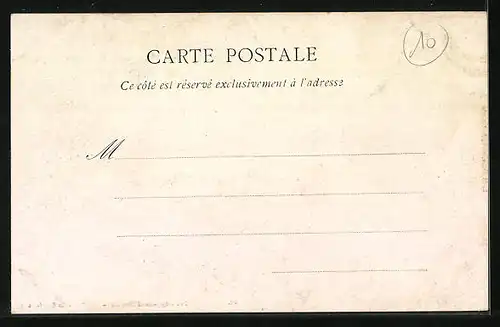 10
CARTE POSTALE
Ce côté est réservé exclusivement à l'adresse
M